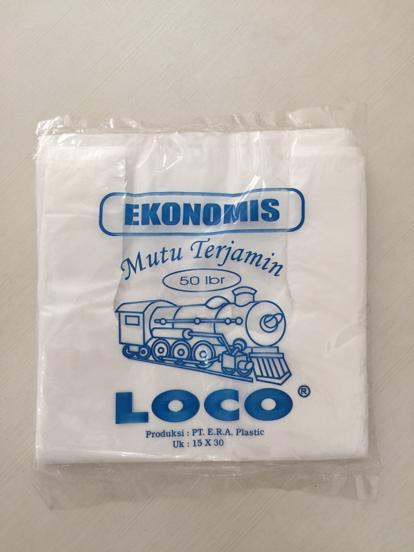 EKONOMIS
Mutu Terjamin
50 lbr
LOCO ®
Produksi : PT. E.R.A. Plastic
Uk : 15 X 30